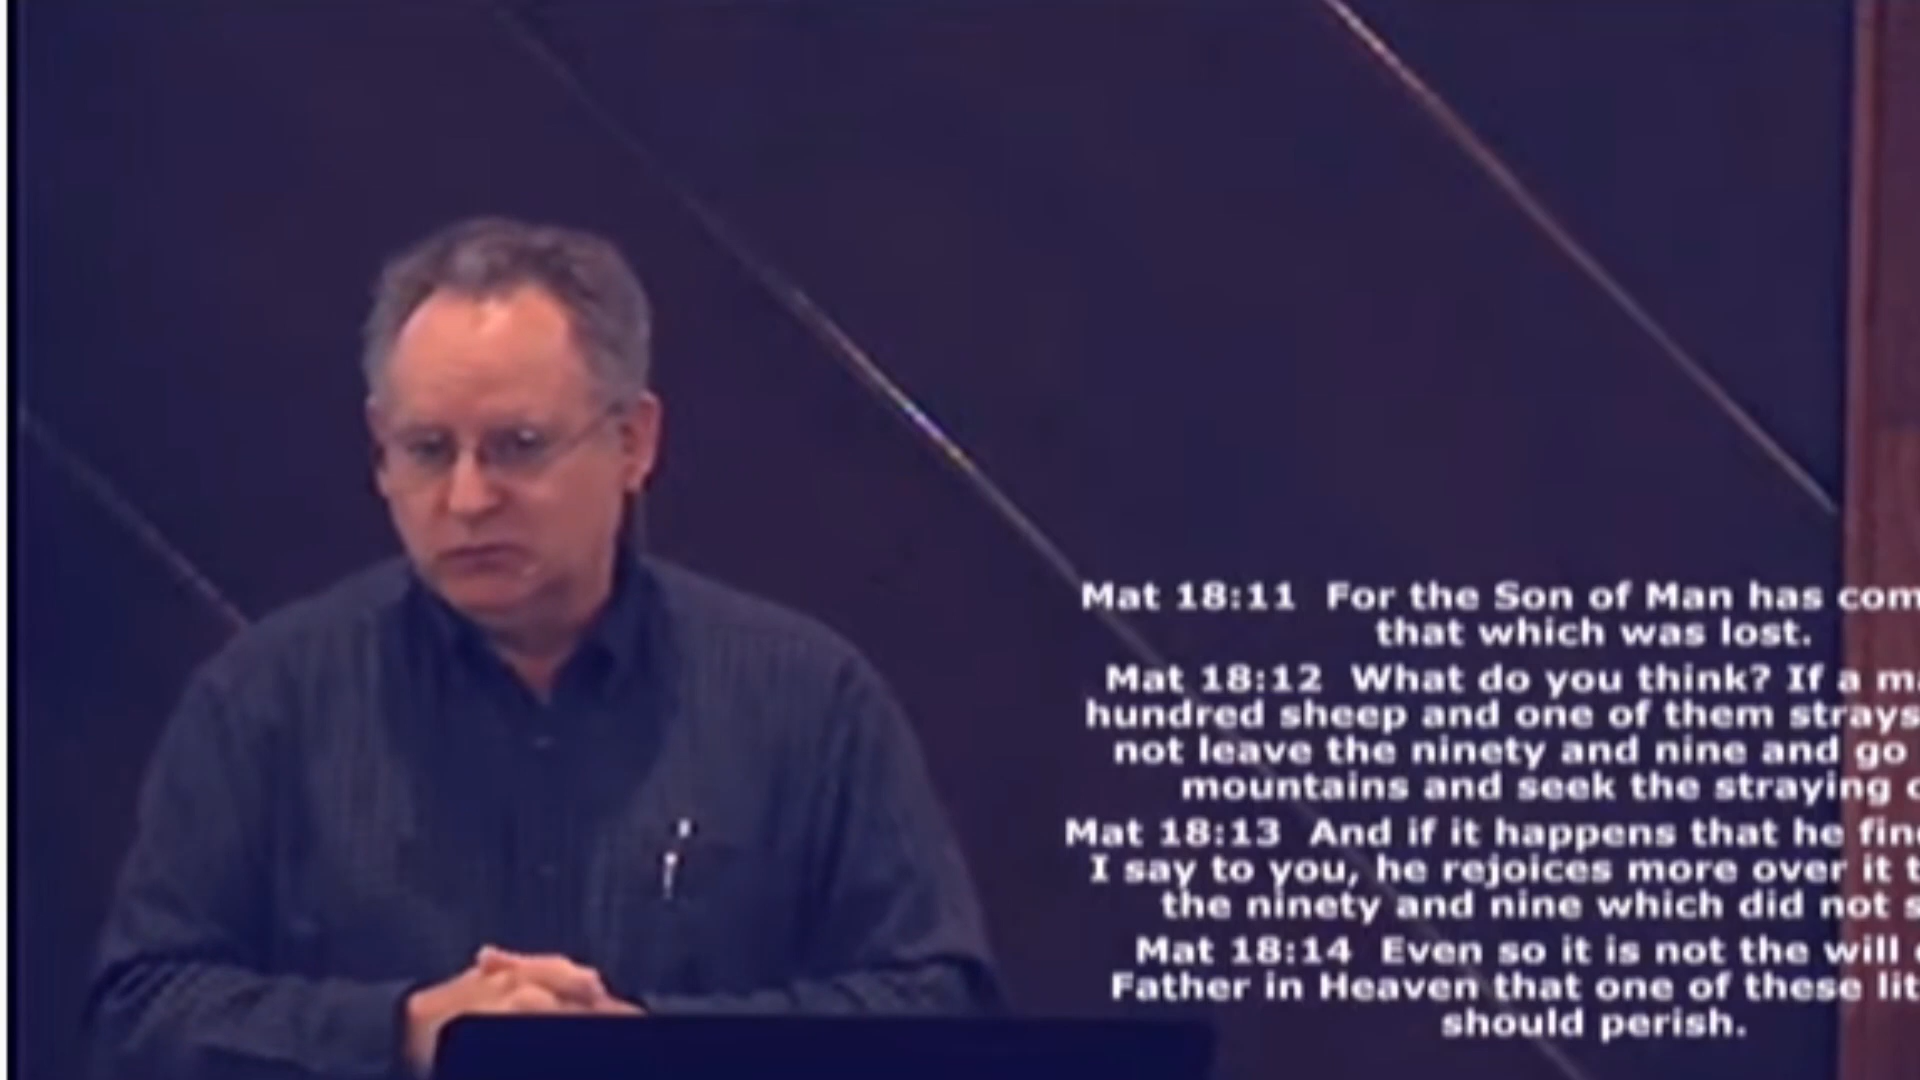 Mat 18:11 For the Son of Man has com
that which was lost.
Mat 18:12 What do you think? If a m
hundred sheep and one of them strays
not leave the ninety and nine and go
mountains and seek the straying
Mat 18:13 And if it happens that he fin
I say to you, he rejoices more over it t
the ninety and nine which did not s
Mat 18:14 Even so it is not the will
Father in Heaven that one of these lit
should perish.